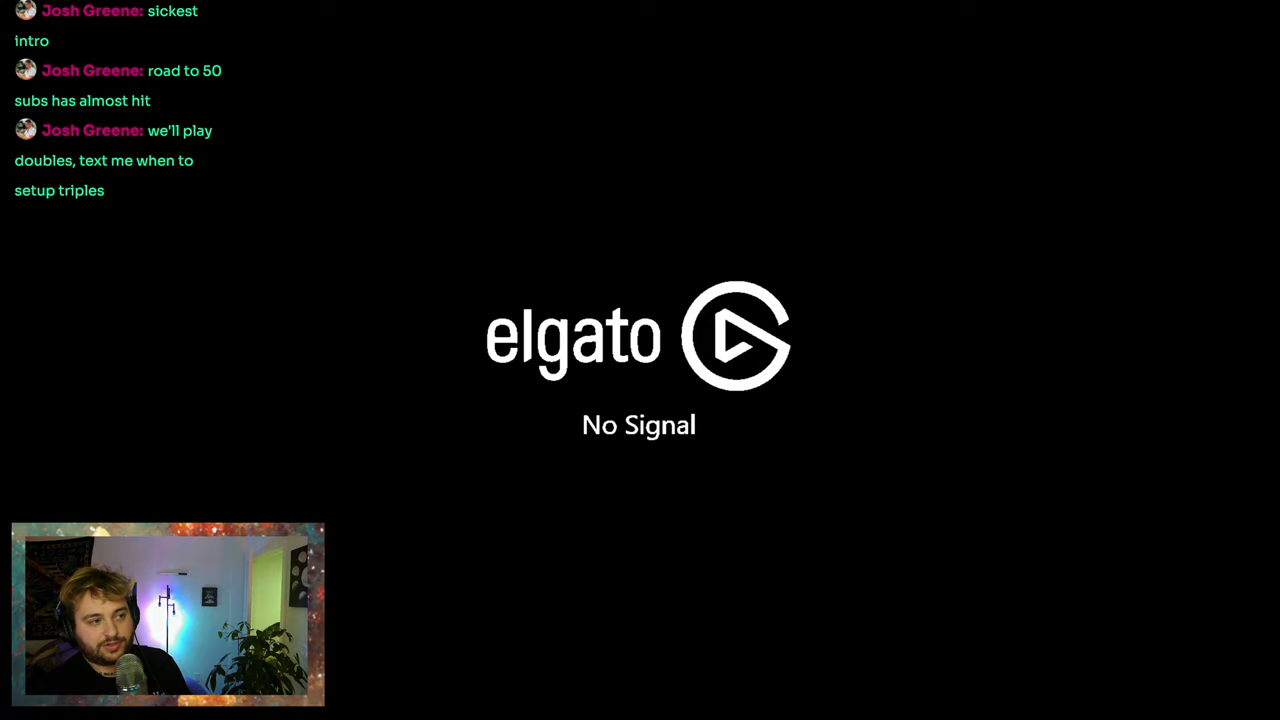 Josh Greene: sickest
intro
Josh Greene: road to 50
subs has almost hit
Josh Greene: we'll play
doubles, text me when to
setup triples
elgato
No Signal